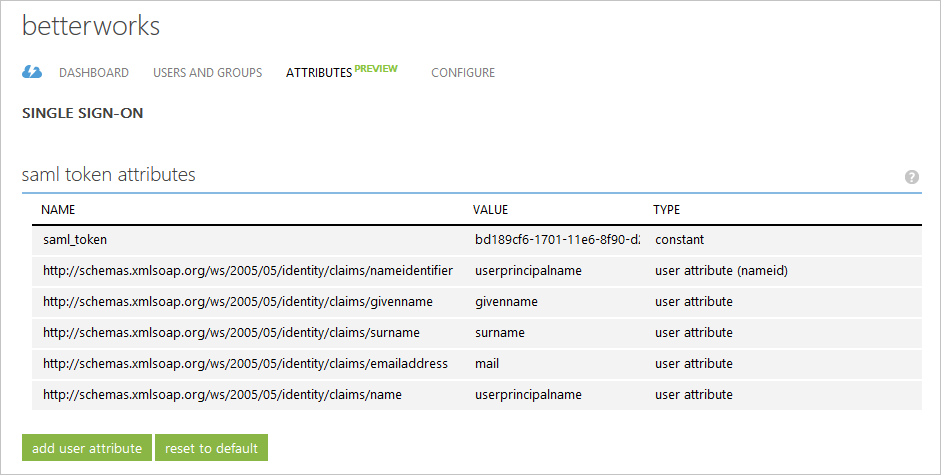 betterworks
DASHBOARD USERS AND GROUPS ATTRIBUTES PREVIEW CONFIGURE
SINGLE SIGN-ON
saml token attributes ?
NAME VALUE TYPE
saml_token bd189cf6-1701-11e6-8f90-d2 constant
http://schemas.xmlsoap.org/ws/2005/05/identity/claims/nameidentifier userprincipalname user attribute (nameid)
http://schemas.xmlsoap.org/ws/2005/05/identity/claims/givenname givenname user attribute
http://schemas.xmlsoap.org/ws/2005/05/identity/claims/surname surname user attribute
http://schemas.xmlsoap.org/ws/2005/05/identity/claims/emailaddress mail user attribute
http://schemas.xmlsoap.org/ws/2005/05/identity/claims/name userprincipalname user attribute
add user attribute reset to default